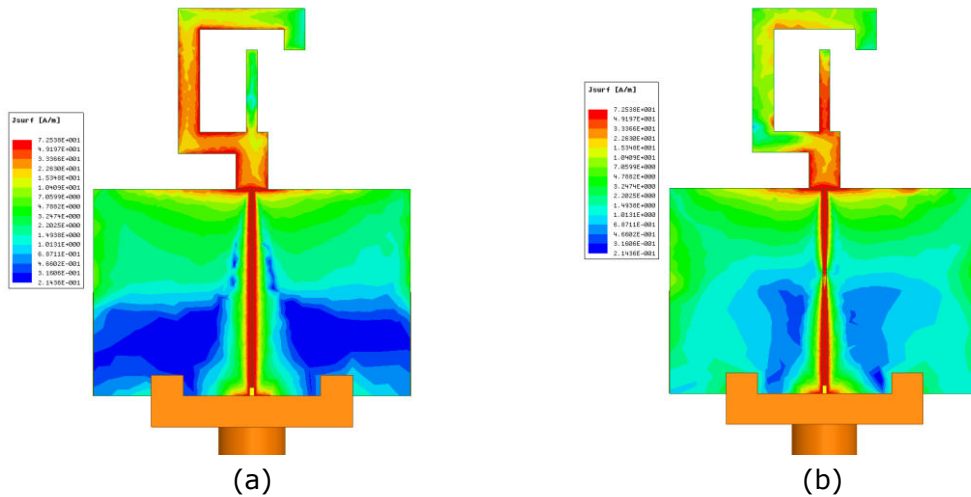 Jsurf [A/m]
7.2538E+001
4.9197E+001
3.3366E+001
2.2630E+001
1.5348E+001
1.0409E+001
7.0599E+000
4.7882E+000
3.2474E+000
2.2025E+000
1.4938E+000
1.0131E+000
6.8711E-001
4.6602E-001
3.1606E-001
2.1436E-001
(a)
Jsurf [A/m]
7.2538E+001
4.9197E+001
3.3366E+001
2.2630E+001
1.5348E+001
1.0409E+001
7.0599E+000
4.7882E+000
3.2474E+000
2.2025E+000
1.4938E+000
1.0131E+000
6.8711E-001
4.6602E-001
3.1606E-001
2.1436E-001
(b)